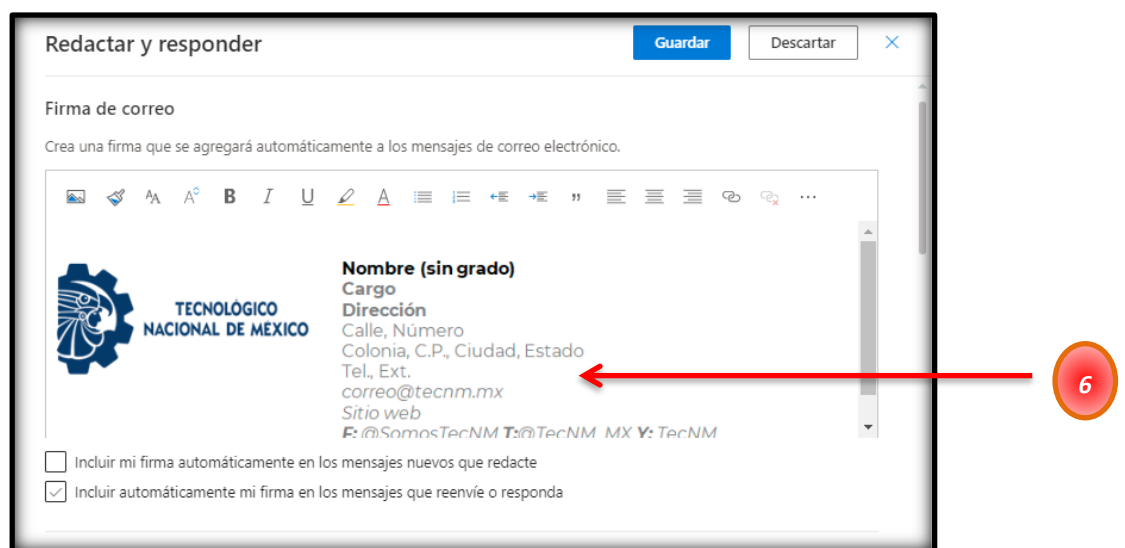 Redactar y responder
Guardar
Descartar
Firma de correo
Crea una firma que se agregará automáticamente a los mensajes de correo electrónico.
TECNOLÓGICO
NACIONAL DE MÉXICO
Nombre (sin grado)
Cargo
Dirección
Calle, Número
Colonia, C.P., Ciudad, Estado
Tel., Ext.
correo@tecnm.mx
Sitio web
F: @SomosTecNM T:@TecNM_MX Y: TecNM
Incluir mi firma automáticamente en los mensajes nuevos que redacte
Incluir automáticamente mi firma en los mensajes que reenvíe o responda
6